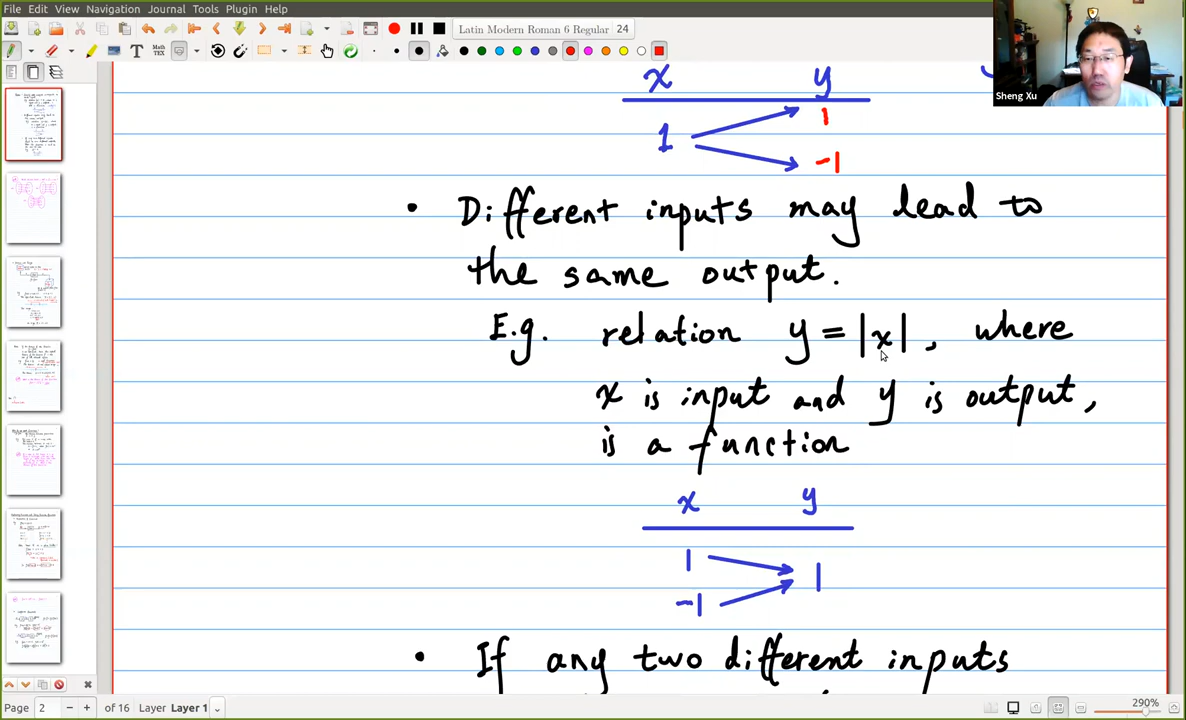 File Edit View Navigation Journal Tools Plugin Help
Latin Modern Roman 6 Regular 24
T MATH TEX
Sheng Xu
x y
1 1
-1
• Different inputs may lead to
the same output.
E.g. relation y = |x|, where
x is input and y is output,
is a function
x y
1 1
-1
• If any two different inputs
Page 2 of 16 Layer Layer 1 290%